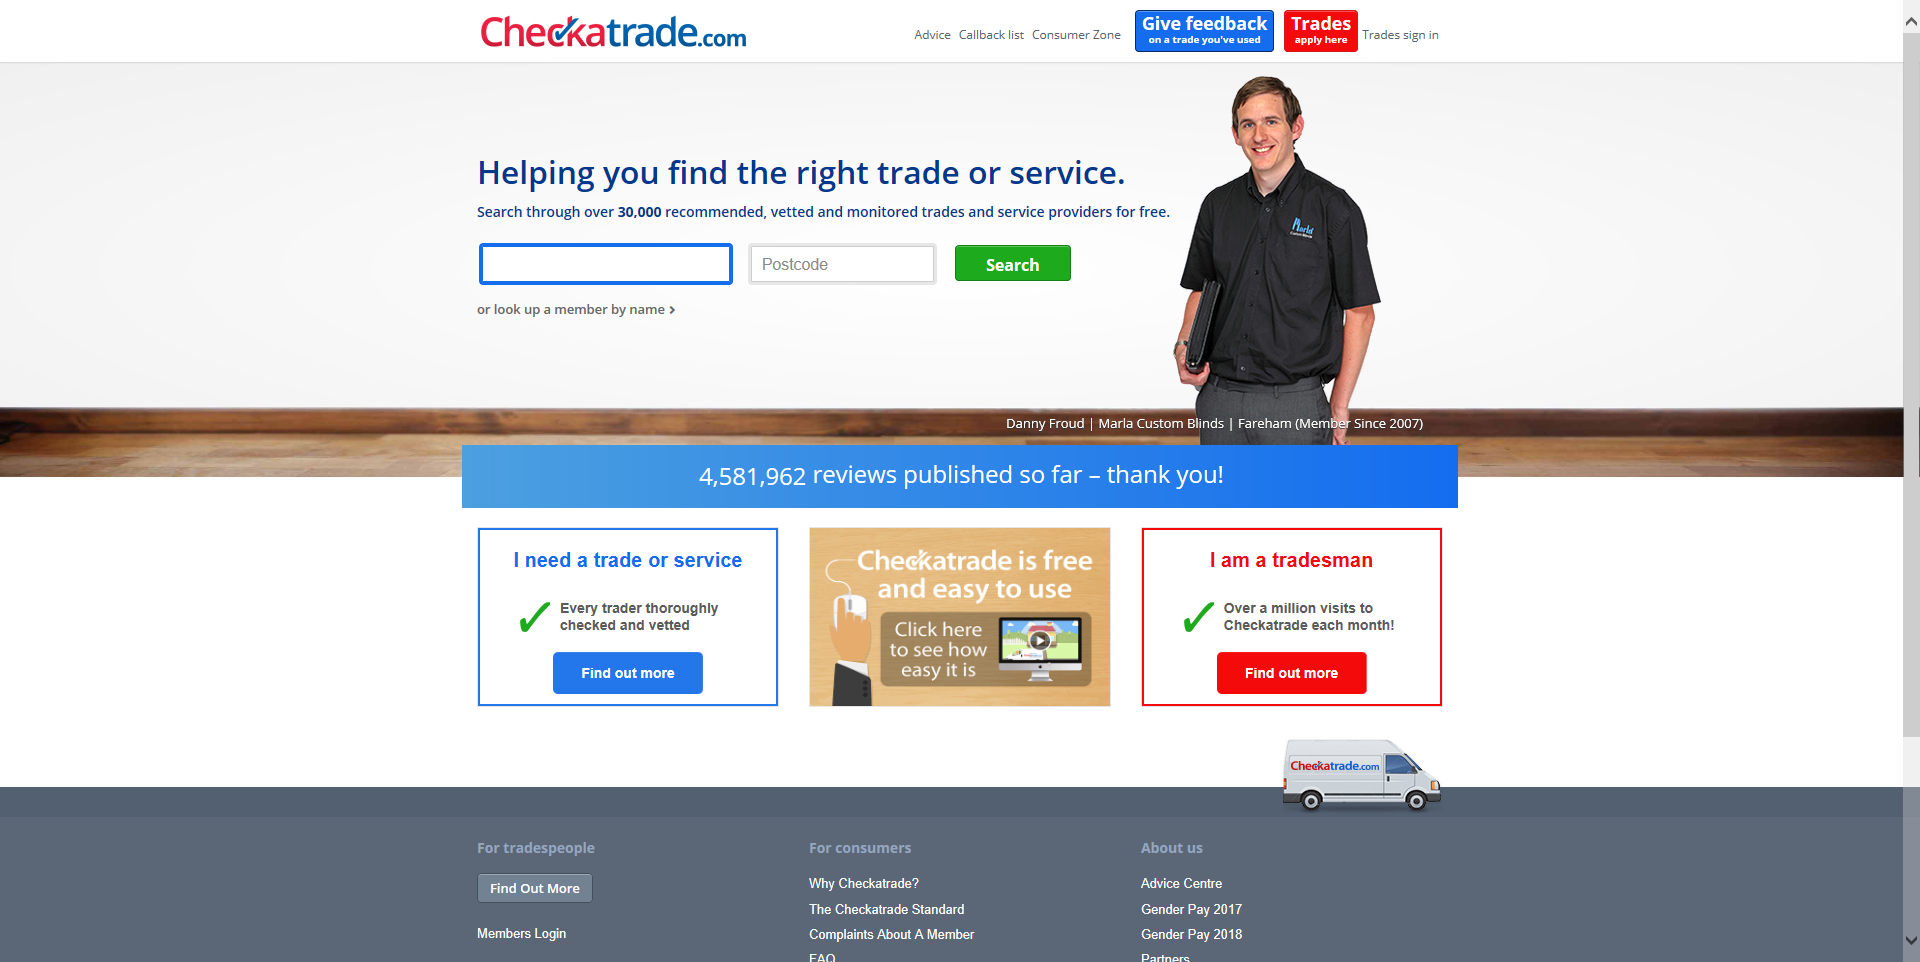 Checkatrade.com
Advice Callback list Consumer Zone
Give feedback
on a trade you've used
Trades
apply here
Trades sign in
Helping you find the right trade or service.
Search through over 30,000 recommended, vetted and monitored trades and service providers for free.
Postcode
Search
or look up a member by name
Danny Froud | Marla Custom Blinds | Fareham (Member Since 2007)
4,581,962 reviews published so far – thank you!
I need a trade or service
Every trader thoroughly
checked and vetted
Find out more
Checkatrade is free
and easy to use
Click here
to see how
easy it is
I am a tradesman
Over a million visits to
Checkatrade each month!
Find out more
Checkatrade.com
For tradespeople
Find Out More
Members Login
For consumers
Why Checkatrade?
The Checkatrade Standard
Complaints About A Member
FAQ
About us
Advice Centre
Gender Pay 2017
Gender Pay 2018
Partners